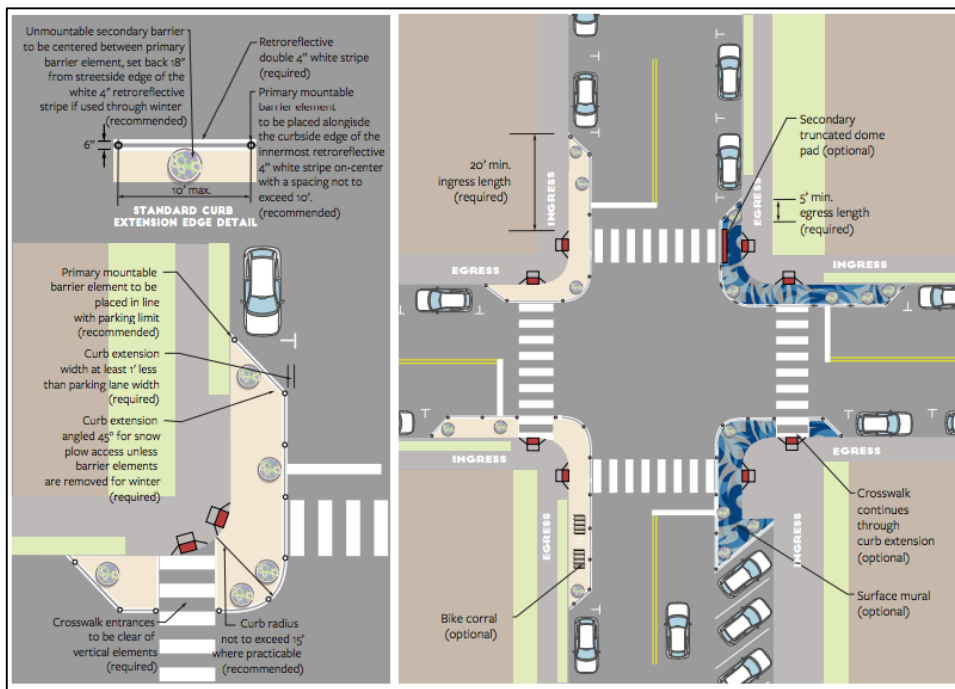 Unmountable secondary barrier
to be centered between primary
barrier element, set back 18"
from streetside edge of the
white 4" retroreflective
stripe if used through winter
(recommended)
Retroreflective
double 4" white stripe
(required)
Primary mountable
barrier element
to be placed alongisde
the curbside edge of the
innermost retroreflective
4" white stripe on-center
with a spacing not to
exceed 10'.
(recommended)
6"
10' max.
STANDARD CURB
EXTENSION EDGE DETAIL
Primary mountable
barrier element to be
placed in line
with parking limit
(recommended)
Curb extension
width at least 1' less
than parking lane width
(required)
Curb extension
angled 45° for snow
plow access unless
barrier elements
are removed for winter
(required)
Crosswalk entrances
to be clear of
vertical elements
(required)
Curb radius
not to exceed 15'
where practicable
(recommended)
20' min.
ingress length
(required)
INGRESS
EGRESS
Secondary
truncated dome
pad (optional)
5' min.
egress length
(required)
EGRESS
INGRESS
INGRESS
EGRESS
EGRESS
INGRESS
Crosswalk
continues
through
curb extension
(optional)
Surface mural
(optional)
Bike corral
(optional)